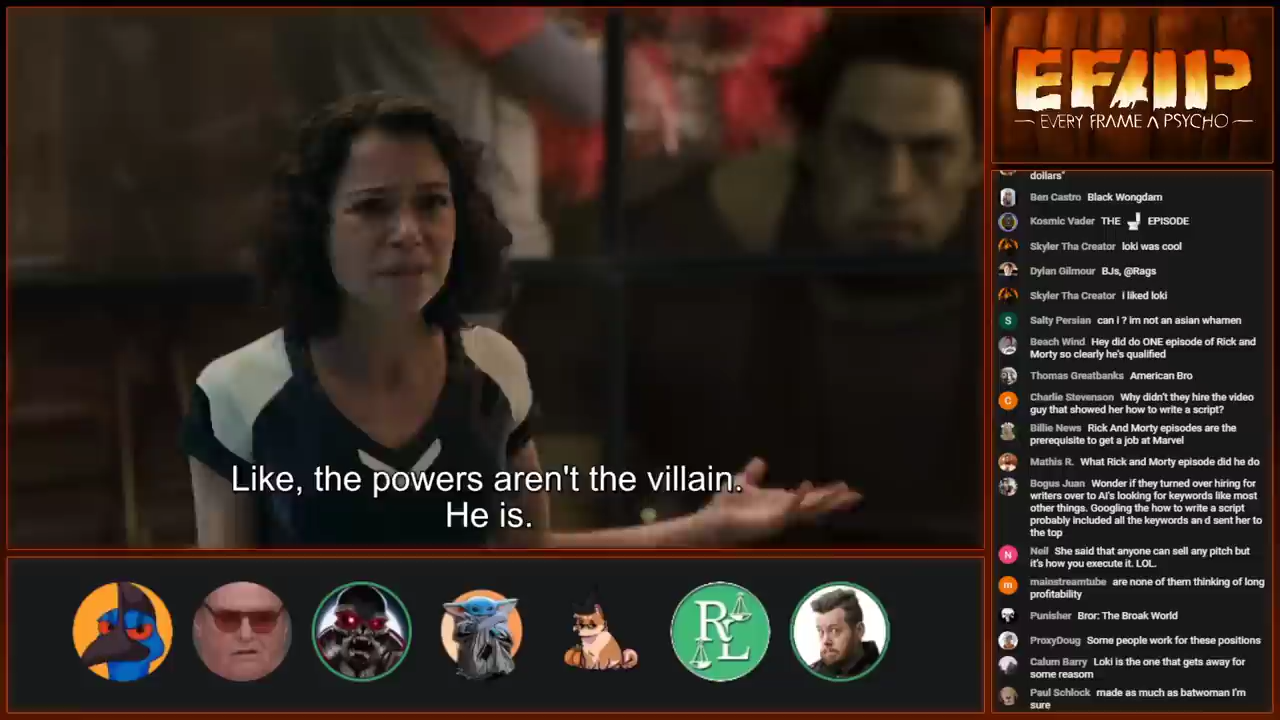 Like, the powers aren't the villain.
He is.
RL
EFAP
EVERY FRAME A PSYCHO
dollars"
Ben Castro Black Wongdam
Kosmic Vader THE 🚽 EPISODE
Skyler Tha Creator loki was cool
Dylan Gilmour BJs, @Rags
Skyler Tha Creator i liked loki
S Salty Persian can i ? im not an asian whamen
Beach Wind Hey did do ONE episode of Rick and
Morty so clearly he's qualified
Thomas Greatbanks American Bro
C Charlie Stevenson Why didn't they hire the video
guy that showed her how to write a script?
Billie News Rick And Morty episodes are the
prerequisite to get a job at Marvel
Mathis R. What Rick and Morty episode did he do
Bogus Juan Wonder if they turned over hiring for
writers over to AI's looking for keywords like most
other things. Googling the how to write a script
probably included all the keywords an d sent her to
the top
N Neil She said that anyone can sell any pitch but
it's how you execute it. LOL.
m mainstreamtube are none of them thinking of long
profitability
Punisher Bror: The Broak World
ProxyDoug Some people work for these positions
Calum Barry Loki is the one that gets away for
some reasom
Paul Schlock made as much as batwoman I'm
sure